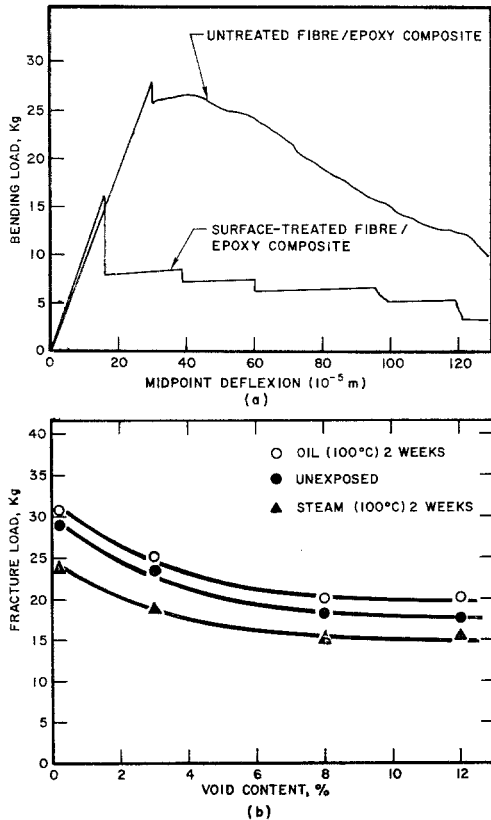 UNTREATED FIBRE/EPOXY COMPOSITE
BENDING LOAD, Kg
35
30
25
20
15
10
5
0
SURFACE-TREATED FIBRE/
EPOXY COMPOSITE
0 20 40 60 80 100 120
MIDPOINT DEFLEXION (10⁻⁵ m)
(a)
FRACTURE LOAD, Kg
40
35
30
25
20
15
10
5
0
OIL (100°C) 2 WEEKS
UNEXPOSED
STEAM (100°C) 2 WEEKS
0 2 4 6 8 10 12
VOID CONTENT, %
(b)